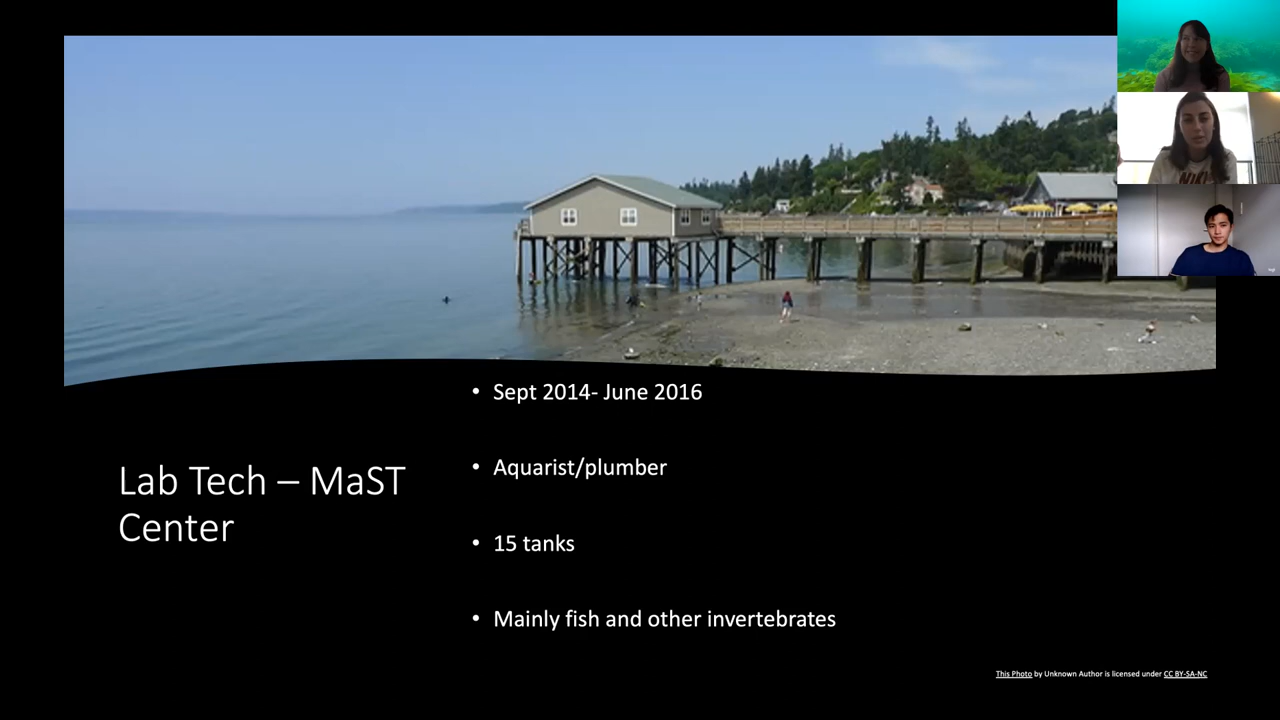 Sept 2014- June 2016
Aquarist/plumber
Lab Tech – MaST
Center
15 tanks
Mainly fish and other invertebrates
This Photo by Unknown Author is licensed under CC BY-SA-NC